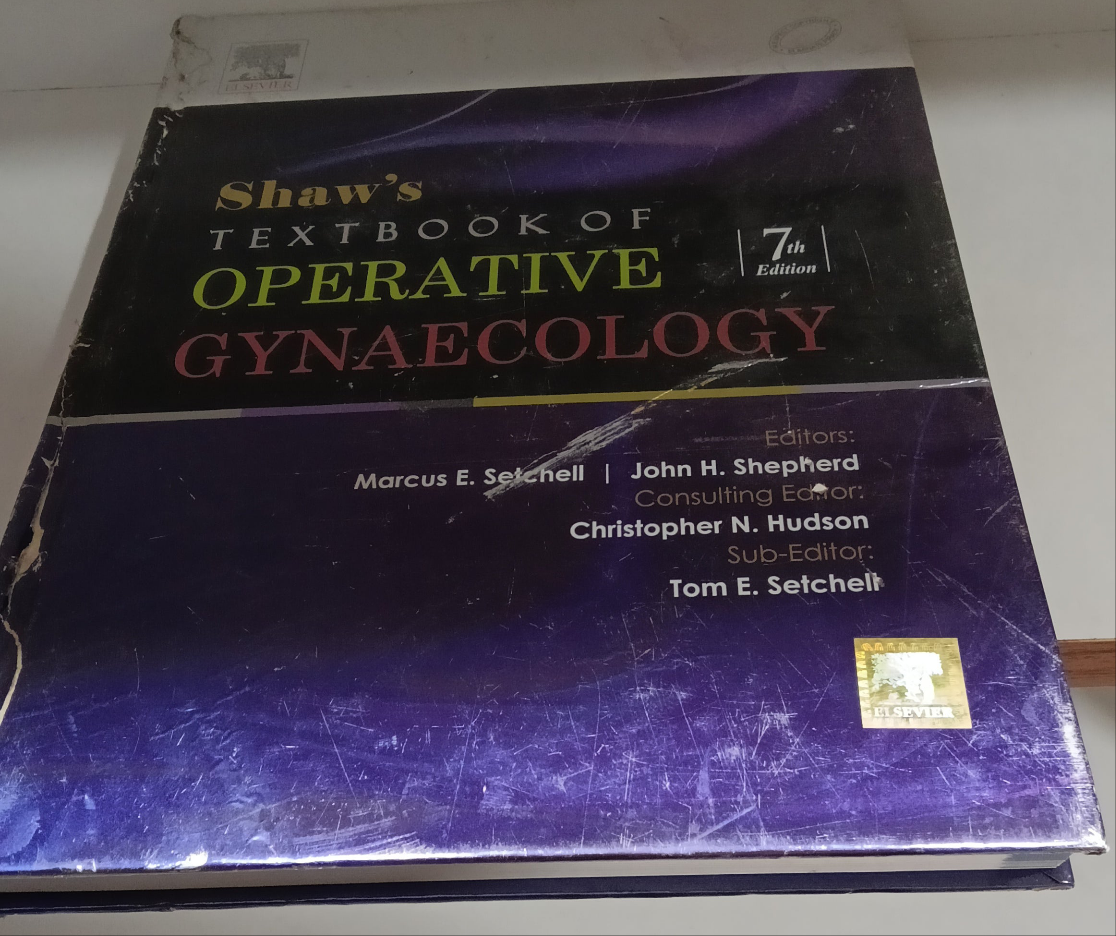 ELSEVIER
Shaw's
TEXTBOOK OF
OPERATIVE
GYNAECOLOGY
7th
Edition
Editors:
Marcus E. Setchell | John H. Shepherd
Consulting Editor:
Christopher N. Hudson
Sub-Editor:
Tom E. Setchell
ELSEVIER